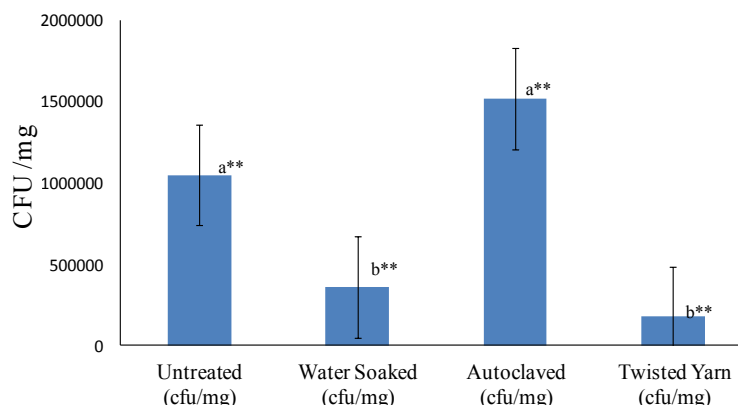 2000000
1500000
1000000
500000
0
CFU /mg
a**
b**
a**
b**
Untreated
(cfu/mg)
Water Soaked
(cfu/mg)
Autoclaved
(cfu/mg)
Twisted Yarn
(cfu/mg)